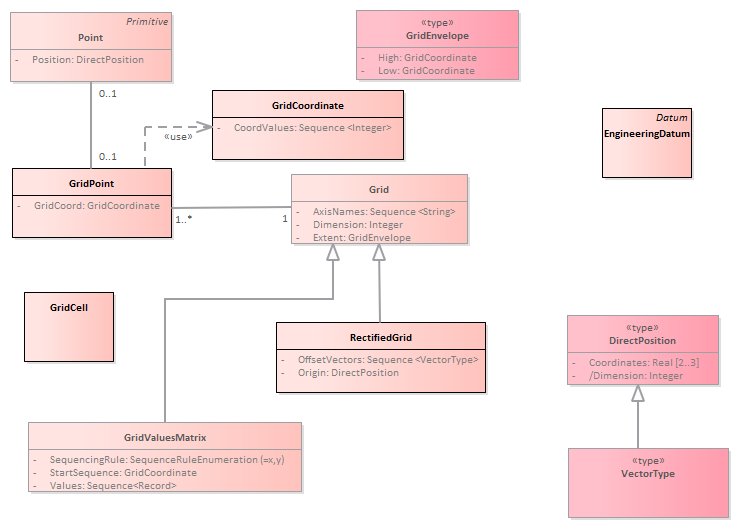 Primitive
Point
- Position: DirectPosition
«type»
GridEnvelope
- High: GridCoordinate
- Low: GridCoordinate
0..1
GridCoordinate
- CoordValues: Sequence <Integer>
«use»
Datum
EngineeringDatum
0..1
GridPoint
- GridCoord: GridCoordinate
1..*
1
Grid
- AxisNames: Sequence <String>
- Dimension: Integer
- Extent: GridEnvelope
GridCell
RectifiedGrid
- OffsetVectors: Sequence <VectorType>
- Origin: DirectPosition
«type»
DirectPosition
- Coordinates: Real [2..3]
- /Dimension: Integer
GridValuesMatrix
- SequencingRule: SequenceRuleEnumeration (=x,y)
- StartSequence: GridCoordinate
- Values: Sequence<Record>
«type»
VectorType